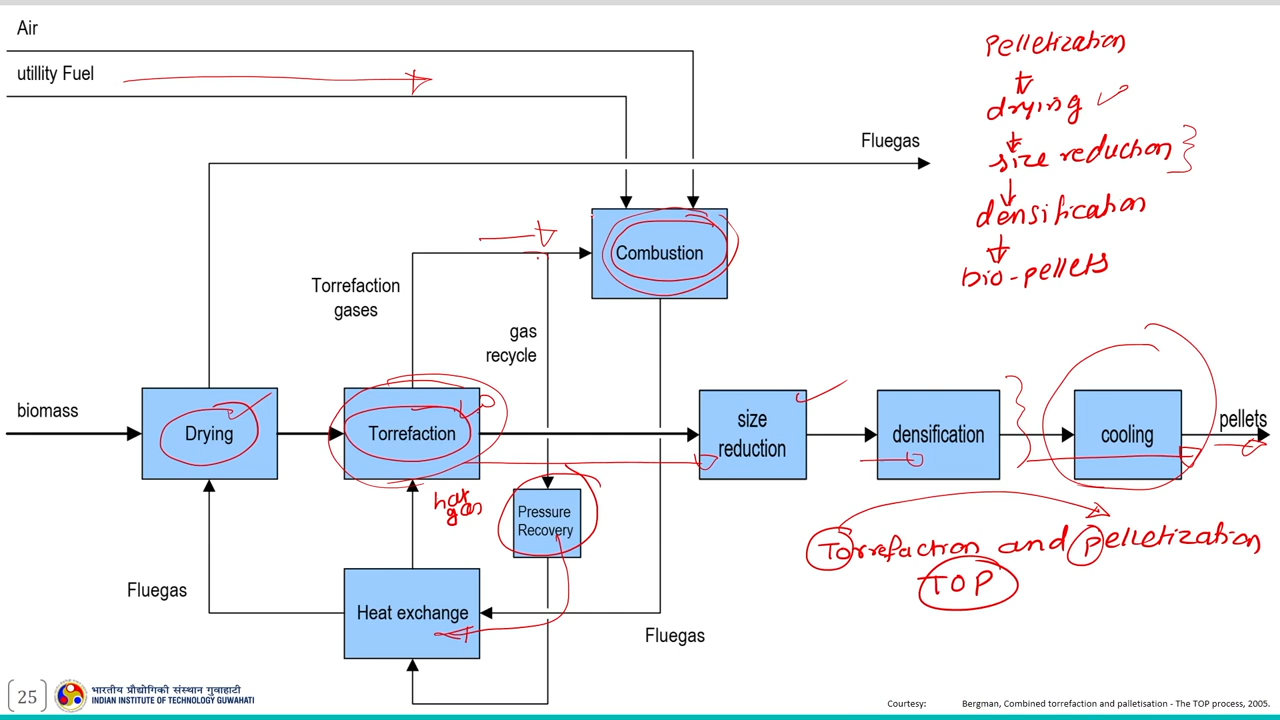 Air
utillity Fuel
Pelletization
drying
size reduction
densification
bio-pellets
Fluegas
Combustion
Torrefaction
gases
gas
recycle
biomass
Drying
Torrefaction
size
reduction
densification
cooling
pellets
hot
gas
Pressure
Recovery
Torrefaction and Pelletization
TOP
Fluegas
Heat exchange
Fluegas
25
भारतीय प्रौद्योगिकी संस्थान गुवाहाटी
INDIAN INSTITUTE OF TECHNOLOGY GUWAHATI
Courtesy: Bergman, Combined torrefaction and palletisation - The TOP process, 2005.